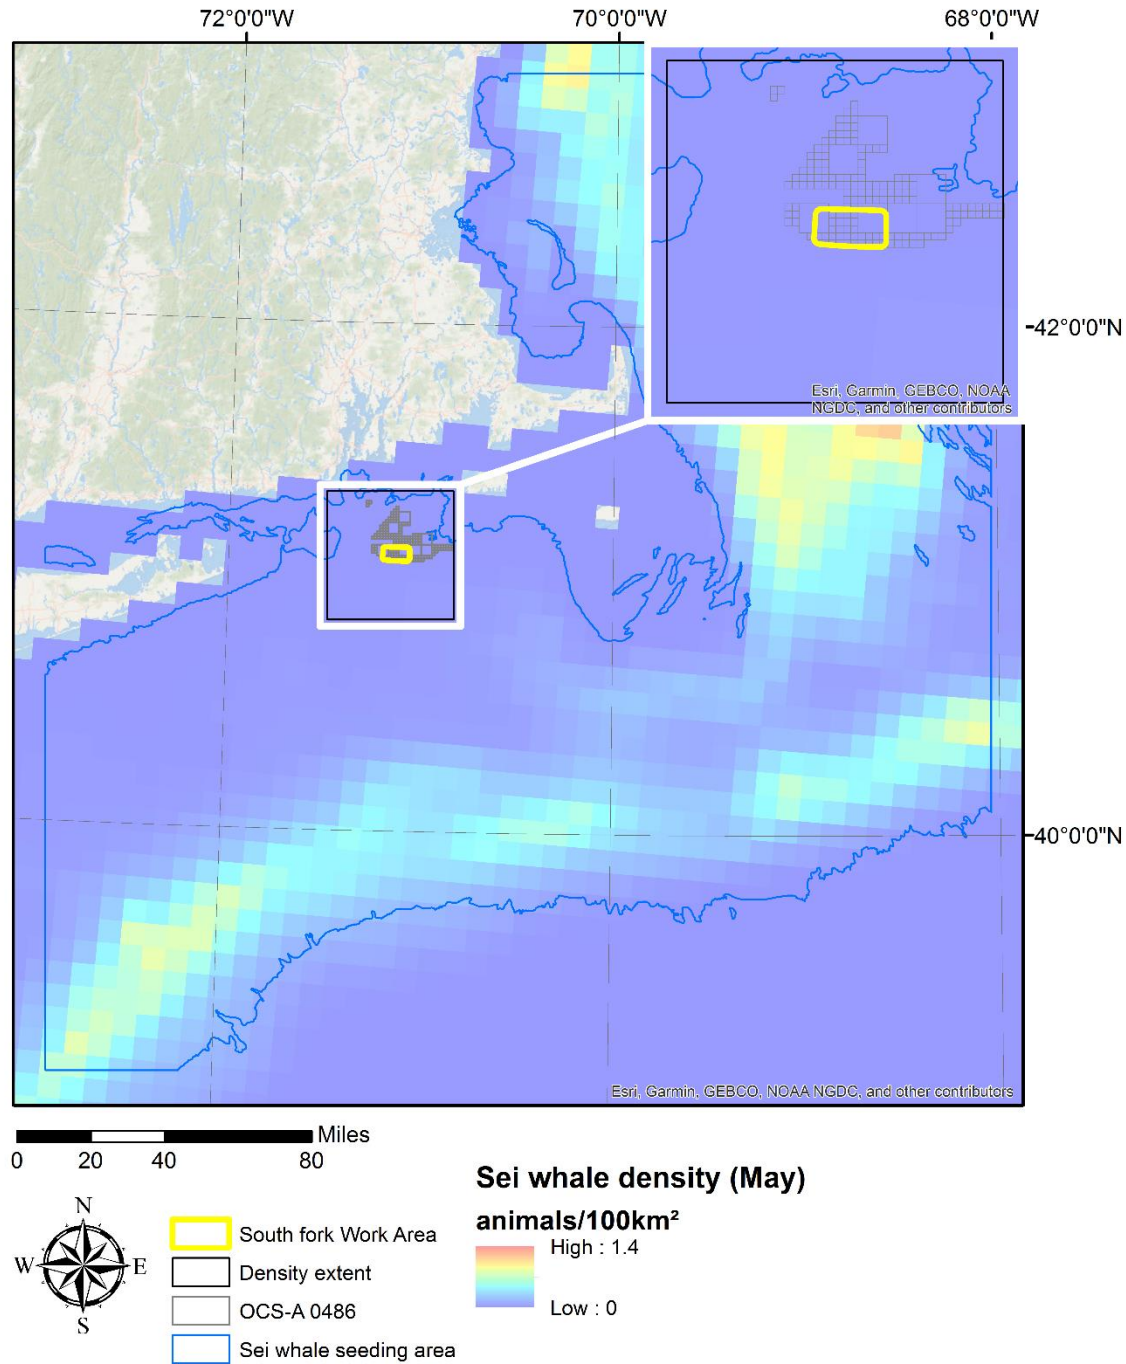 72°0'0"W 70°0'0"W 68°0'0"W
Esri, Garmin, GEBCO, NOAA
NGDC, and other contributors
42°0'0"N
40°0'0"N
Esri, Garmin, GEBCO, NOAA NGDC, and other contributors
Miles
0 20 40 80
N
W E
S
South fork Work Area
Density extent
OCS-A 0486
Sei whale seeding area
Sei whale density (May)
animals/100km²
High : 1.4
Low : 0